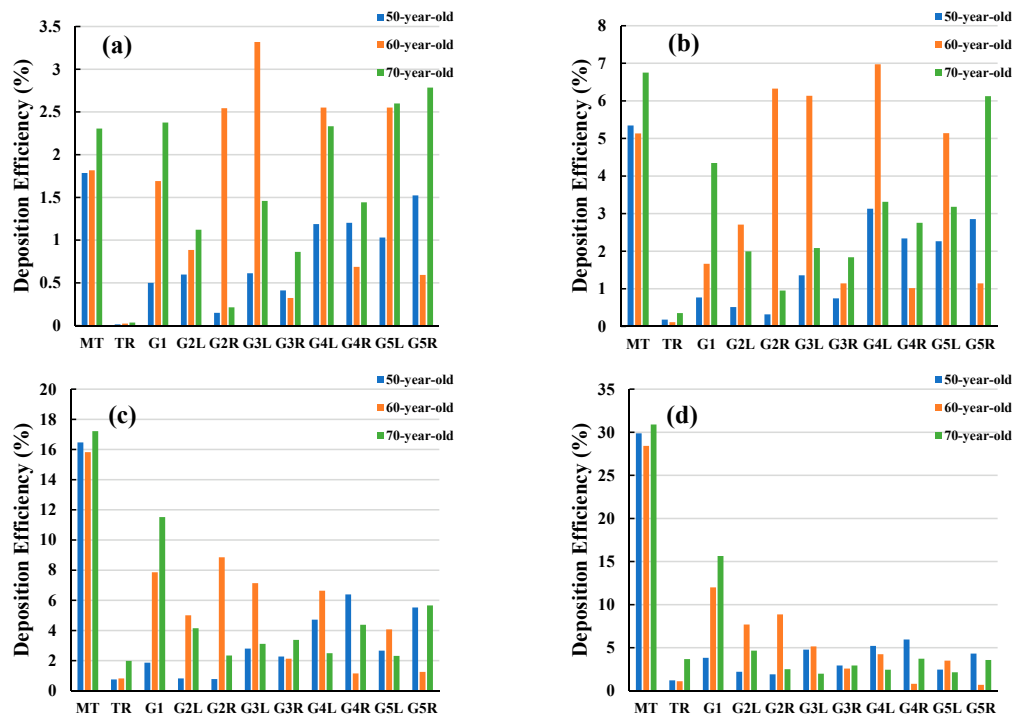 (a)
50-year-old
60-year-old
70-year-old
Deposition Efficiency (%)
3.5
3
2.5
2
1.5
1
0.5
0
MT TR G1 G2L G2R G3L G3R G4L G4R G5L G5R
(b)
50-year-old
60-year-old
70-year-old
Deposition Efficiency (%)
8
7
6
5
4
3
2
1
0
MT TR G1 G2L G2R G3L G3R G4L G4R G5L G5R
(c)
50-year-old
60-year-old
70-year-old
Deposition Efficiency (%)
20
18
16
14
12
10
8
6
4
2
0
MT TR G1 G2L G2R G3L G3R G4L G4R G5L G5R
(d)
50-year-old
60-year-old
70-year-old
Deposition Efficiency (%)
35
30
25
20
15
10
5
0
MT TR G1 G2L G2R G3L G3R G4L G4R G5L G5R